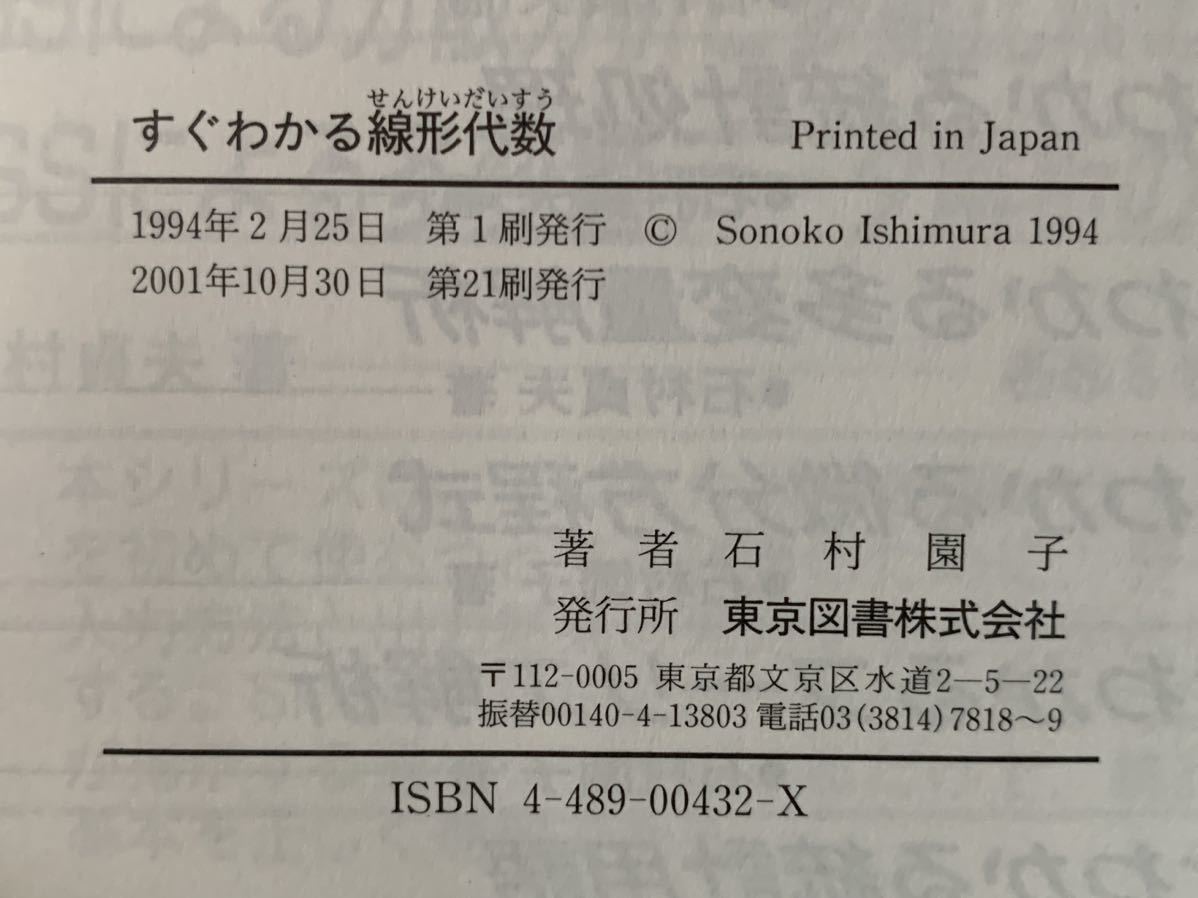 せんけいだいすう
すぐわかる線形代数 Printed in Japan
1994年2月25日 第1刷発行 © Sonoko Ishimura 1994
2001年10月30日 第21刷発行
著 者 石 村 園 子
発行所 東京図書株式会社
〒112-0005 東京都文京区水道2―5―22
振替00140-4-13803 電話03(3814)7818〜9
ISBN 4-489-00432-X